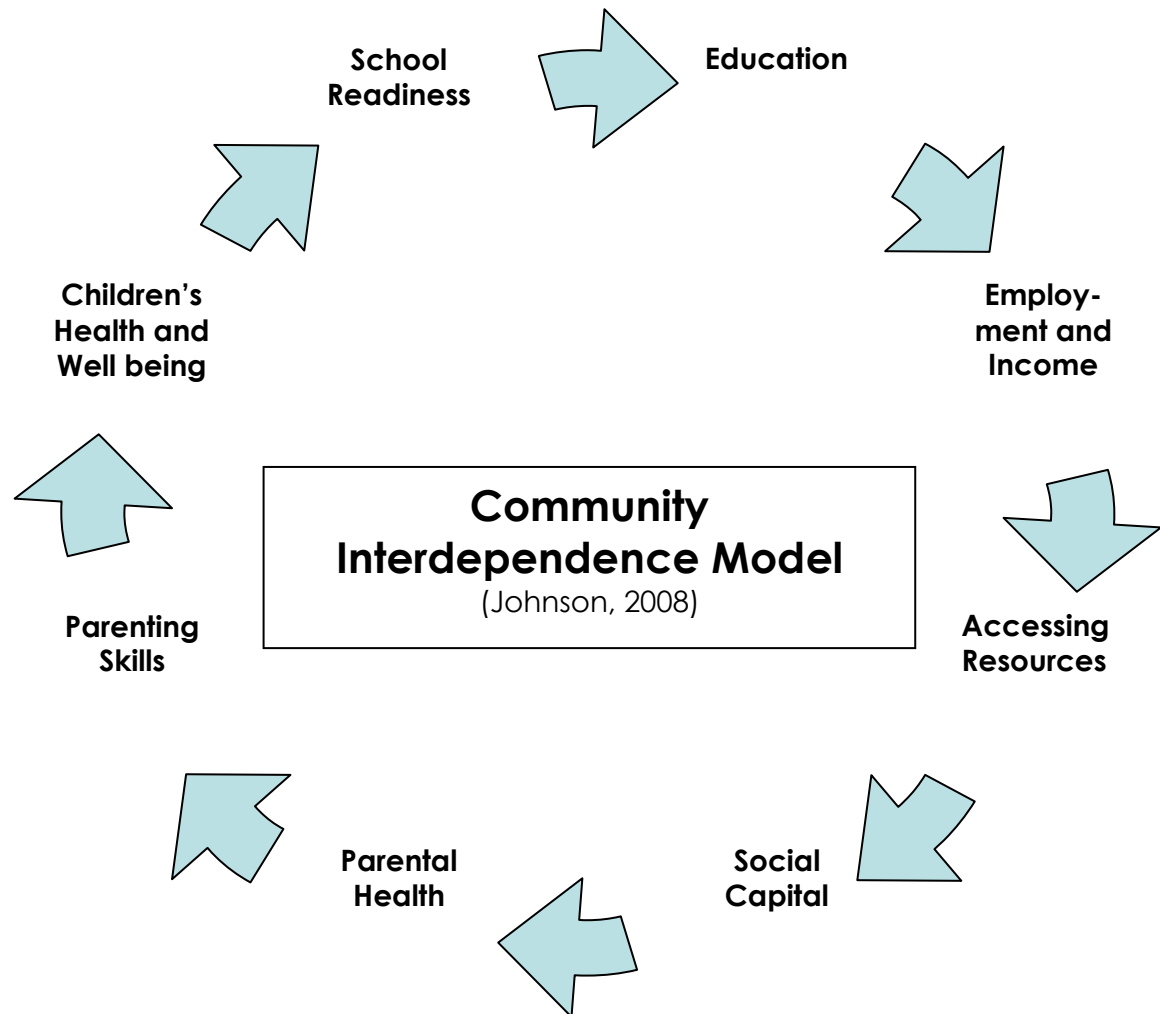 School
Readiness
Education
Employ-
ment and
Income
Accessing
Resources
Social
Capital
Parental
Health
Parenting
Skills
Children’s
Health and
Well being
Community
Interdependence Model
(Johnson, 2008)